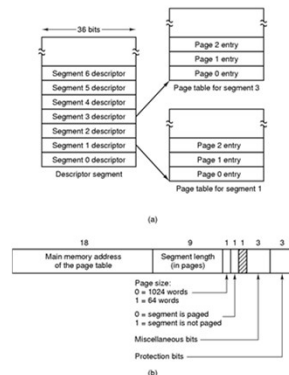 36 bits
Page 2 entry
Page 1 entry
Page 0 entry
Page table for segment 3
Segment 6 descriptor
Segment 5 descriptor
Segment 4 descriptor
Segment 3 descriptor
Segment 2 descriptor
Segment 1 descriptor
Segment 0 descriptor
Descriptor segment
Page 2 entry
Page 1 entry
Page 0 entry
Page table for segment 1
(a)
18 9 1 1 1 3 3
Main memory address
of the page table
Segment length
(in pages)
Page size:
0 = 1024 words
1 = 64 words
0 = segment is paged
1 = segment is not paged
Miscellaneous bits
Protection bits
(b)